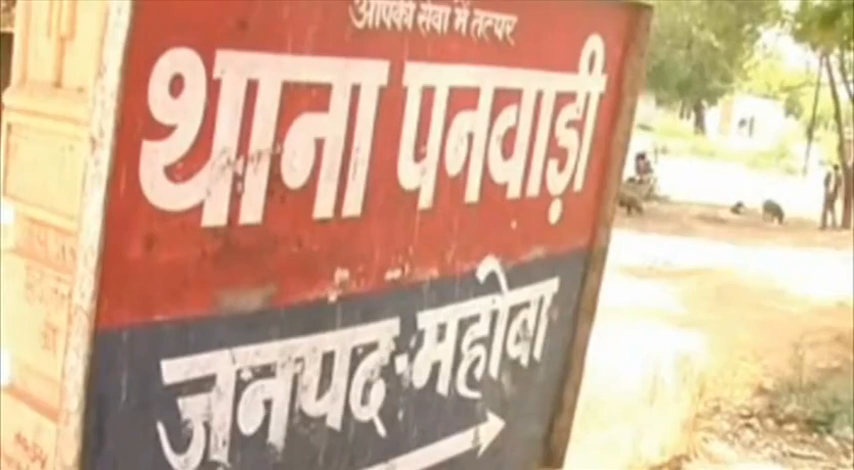 आपकी सेवा में तत्पर
थाना पनवाड़ी
जनपद-महोबा